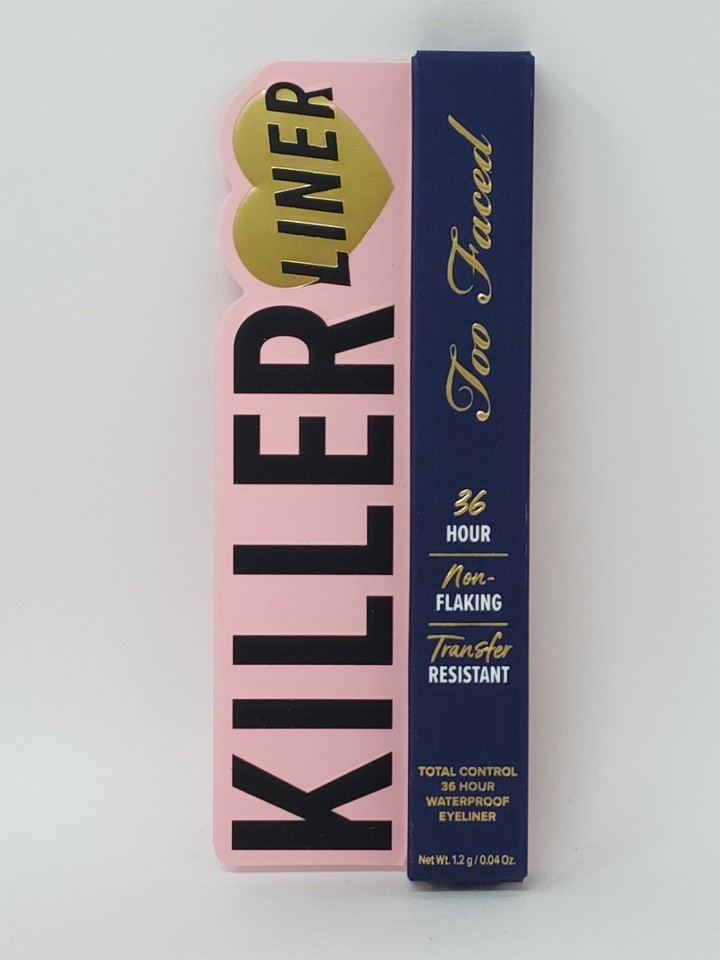 KILLER
LINER
Too Faced
36
HOUR
Non-
FLAKING
Transfer
RESISTANT
TOTAL CONTROL
36 HOUR
WATERPROOF
EYELINER
Net Wt. 1.2 g / 0.04 Oz.